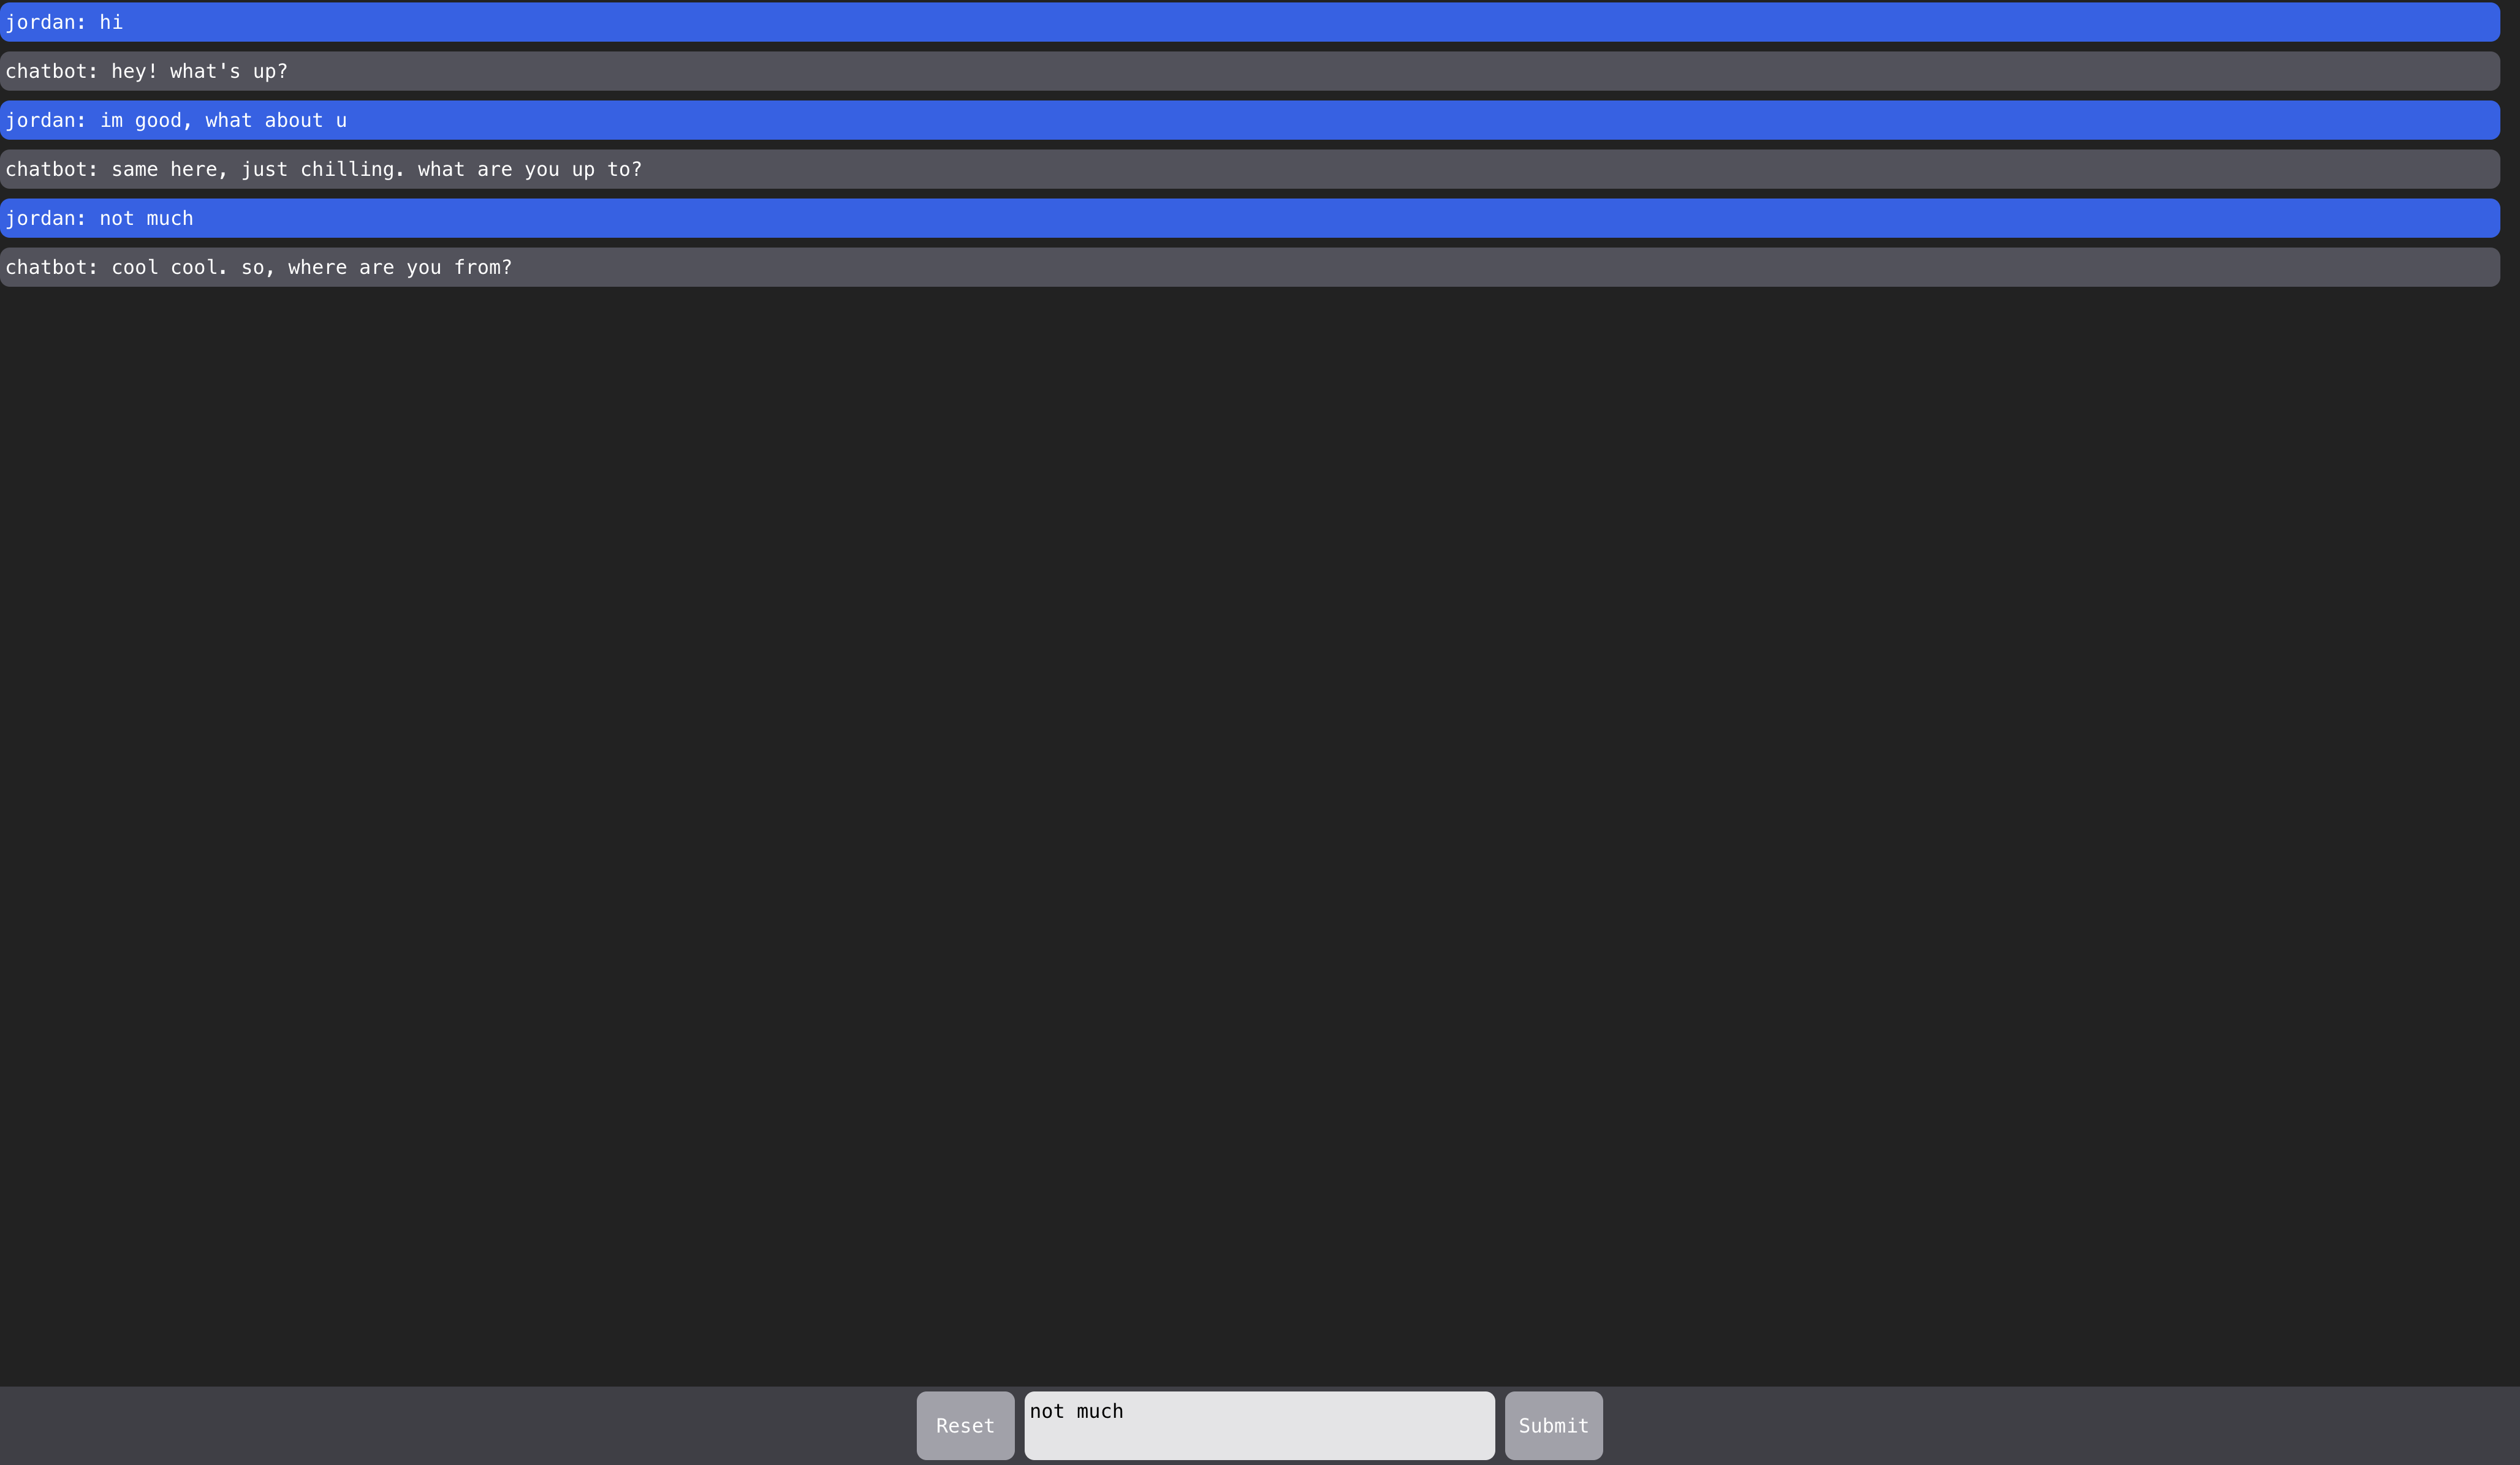 jordan: hi
chatbot: hey! what's up?
jordan: im good, what about u
chatbot: same here, just chilling. what are you up to?
jordan: not much
chatbot: cool cool. so, where are you from?
Reset
not much
Submit